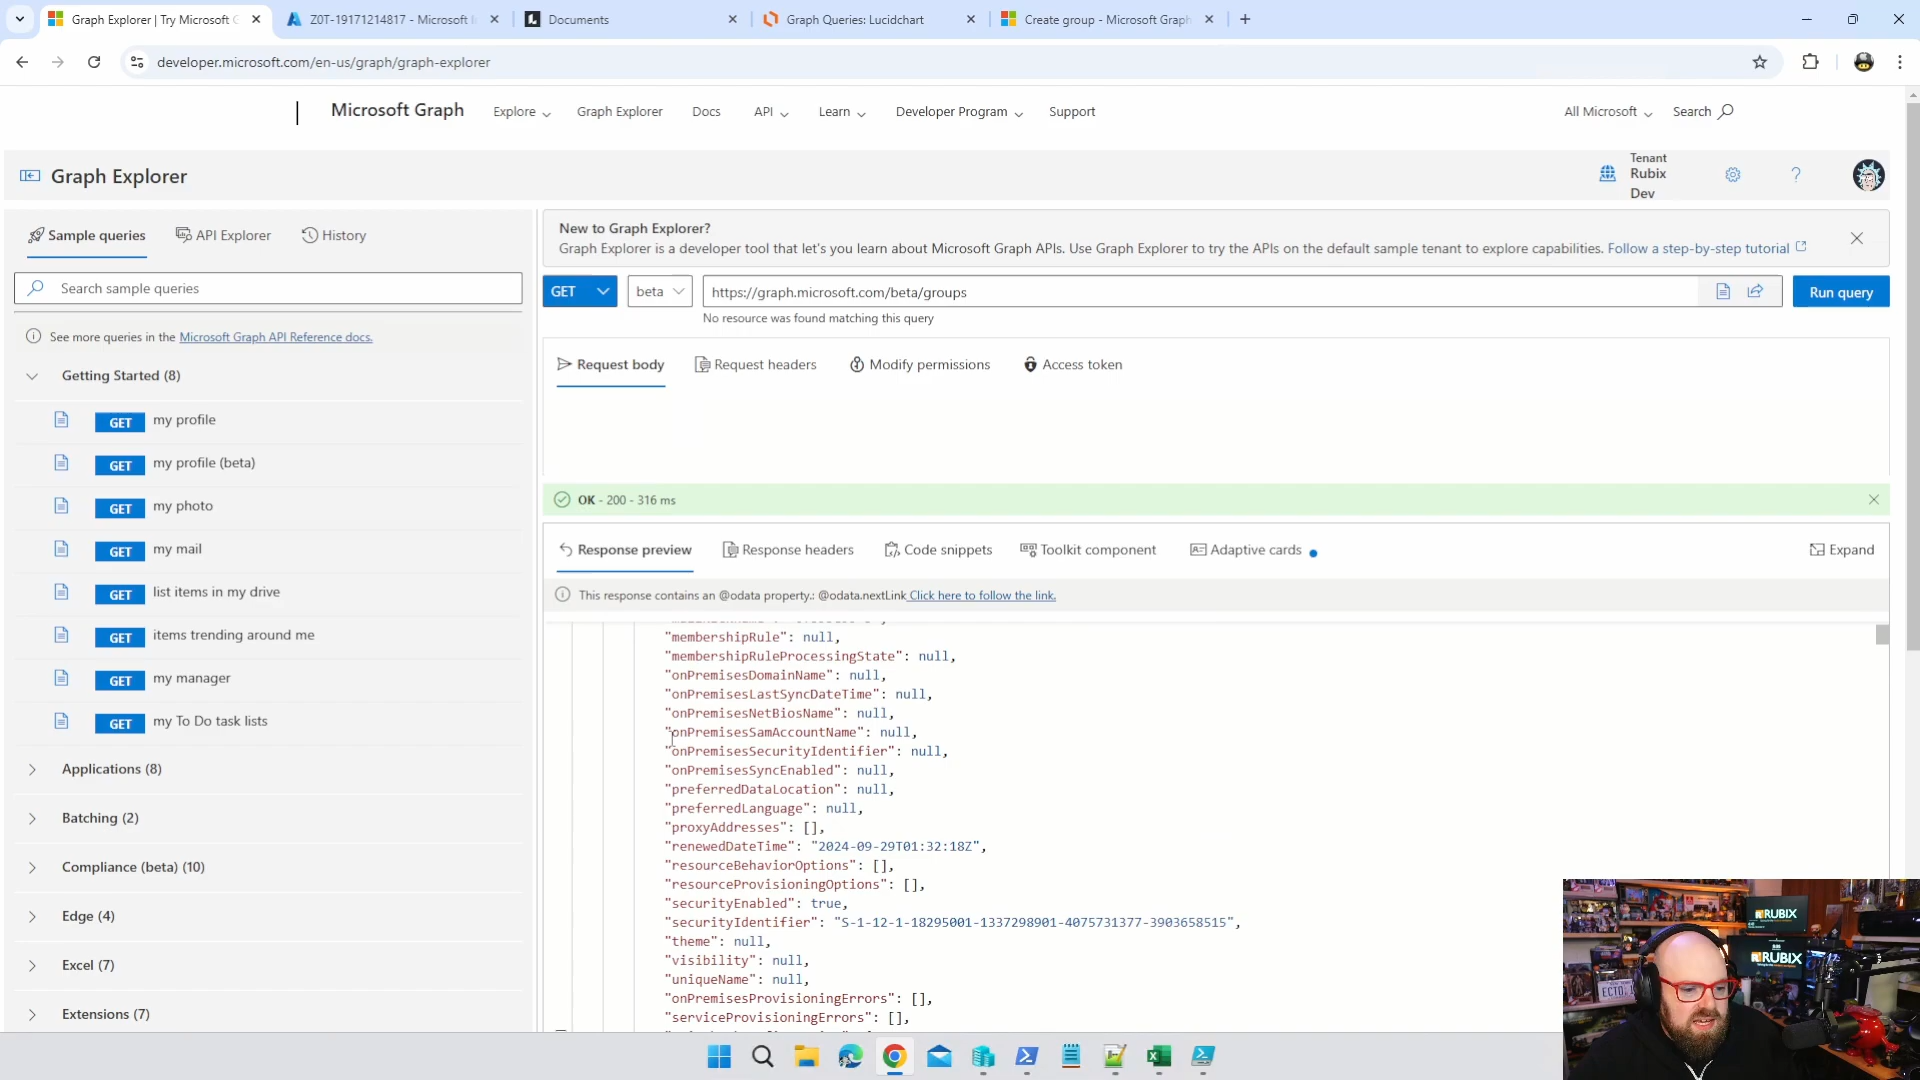 Graph Explorer | Try Microsoft G
Z0T-19171214817 - Microsoft I
Documents
Graph Queries: Lucidchart
Create group - Microsoft Graph
developer.microsoft.com/en-us/graph/graph-explorer
Microsoft Graph
Explore
Graph Explorer
Docs
API
Learn
Developer Program
Support
All Microsoft
Search
Graph Explorer
Tenant
Rubix
Dev
Sample queries
API Explorer
History
Search sample queries
See more queries in the Microsoft Graph API Reference docs.
Getting Started (8)
GET my profile
GET my profile (beta)
GET my photo
GET my mail
GET list items in my drive
GET items trending around me
GET my manager
GET my To Do task lists
Applications (8)
Batching (2)
Compliance (beta) (10)
Edge (4)
Excel (7)
Extensions (7)
New to Graph Explorer?
Graph Explorer is a developer tool that let's you learn about Microsoft Graph APIs. Use Graph Explorer to try the APIs on the default sample tenant to explore capabilities. Follow a step-by-step tutorial
GET
beta
https://graph.microsoft.com/beta/groups
Run query
No resource was found matching this query
Request body
Request headers
Modify permissions
Access token
OK - 200 - 316 ms
Response preview
Response headers
Code snippets
Toolkit component
Adaptive cards
Expand
This response contains an @odata property.: @odata.nextLink Click here to follow the link.
"membershipRule": null,
"membershipRuleProcessingState": null,
"onPremisesDomainName": null,
"onPremisesLastSyncDateTime": null,
"onPremisesNetBiosName": null,
"onPremisesSamAccountName": null,
"onPremisesSecurityIdentifier": null,
"onPremisesSyncEnabled": null,
"preferredDataLocation": null,
"preferredLanguage": null,
"proxyAddresses": [],
"renewedDateTime": "2024-09-29T01:32:18Z",
"resourceBehaviorOptions": [],
"resourceProvisioningOptions": [],
"securityEnabled": true,
"securityIdentifier": "S-1-12-1-18295001-1337298901-4075731377-3903658515",
"theme": null,
"visibility": null,
"uniqueName": null,
"onPremisesProvisioningErrors": [],
"serviceProvisioningErrors": [],
RUBIX
RUBIX